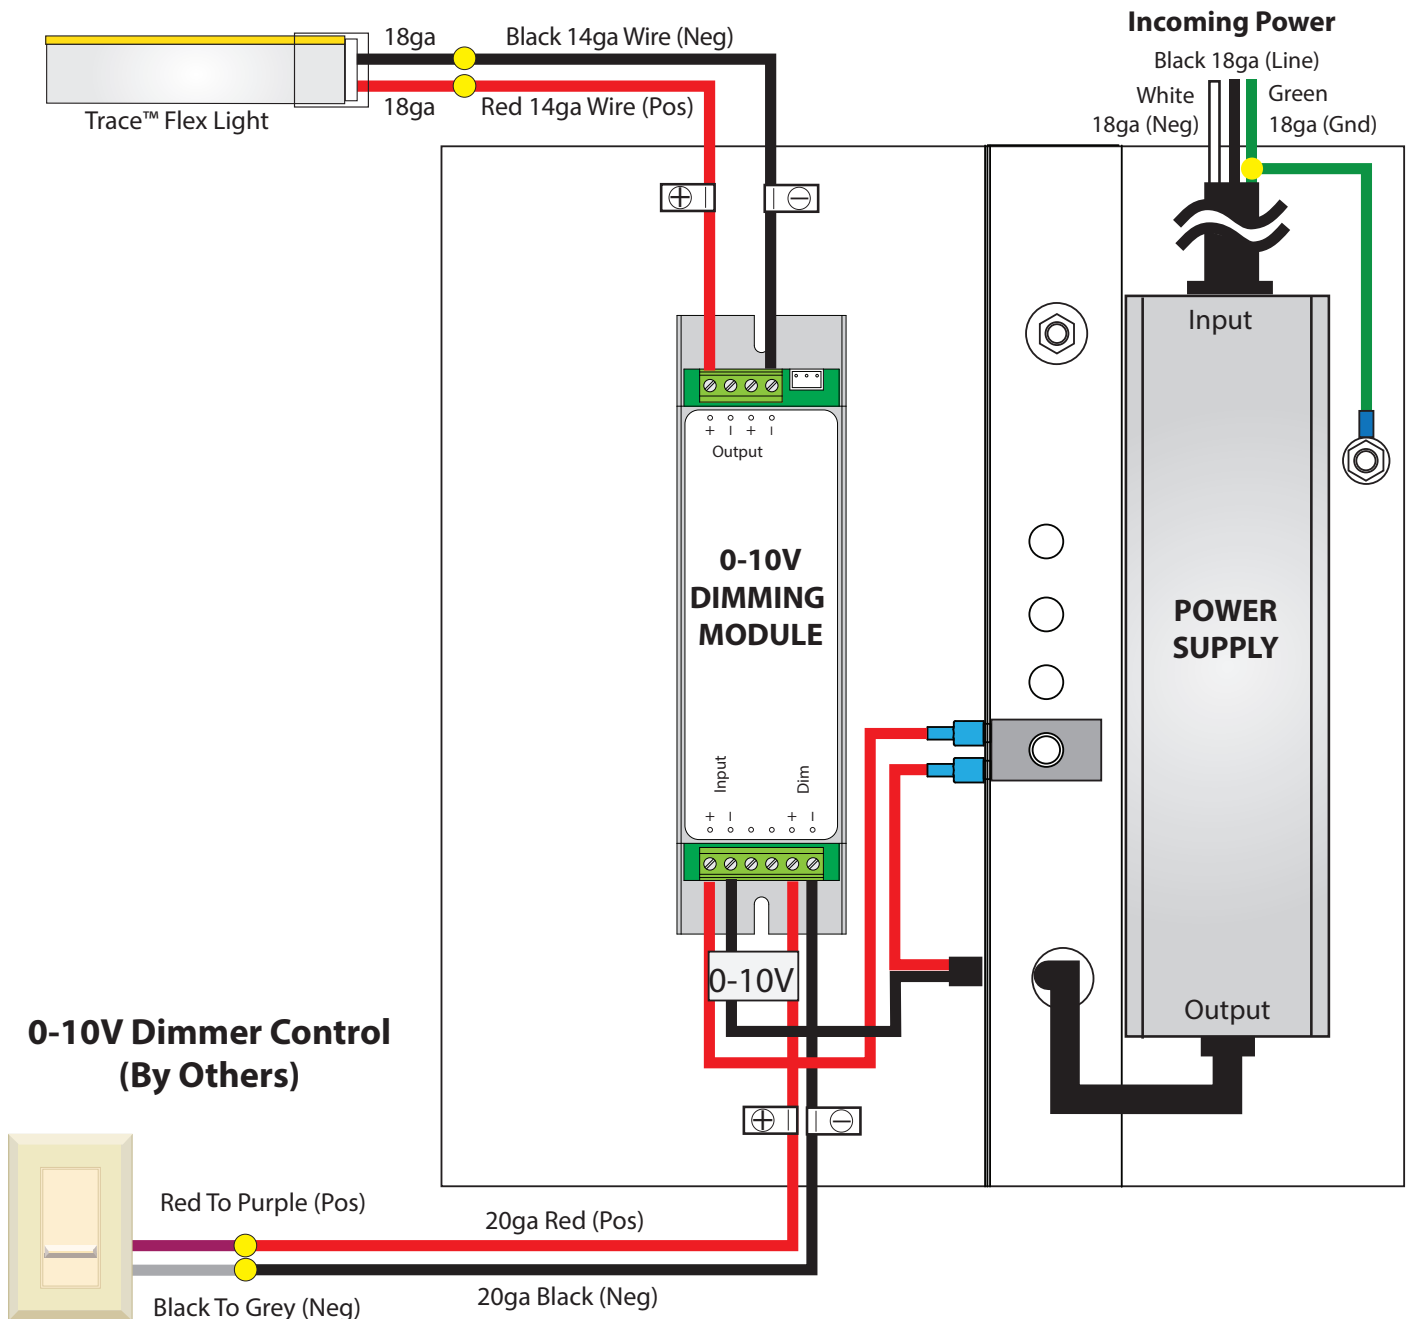 Incoming Power
Black 18ga (Line)
White
18ga (Neg)
Green
18ga (Gnd)
18ga
Black 14ga Wire (Neg)
18ga
Red 14ga Wire (Pos)
Trace™ Flex Light
+
−
Input
+ − + −
Output
0-10V
DIMMING
MODULE
POWER
SUPPLY
Input
Dim
+ − + −
0-10V
Output
0-10V Dimmer Control
(By Others)
+
−
Red To Purple (Pos)
20ga Red (Pos)
Black To Grey (Neg)
20ga Black (Neg)